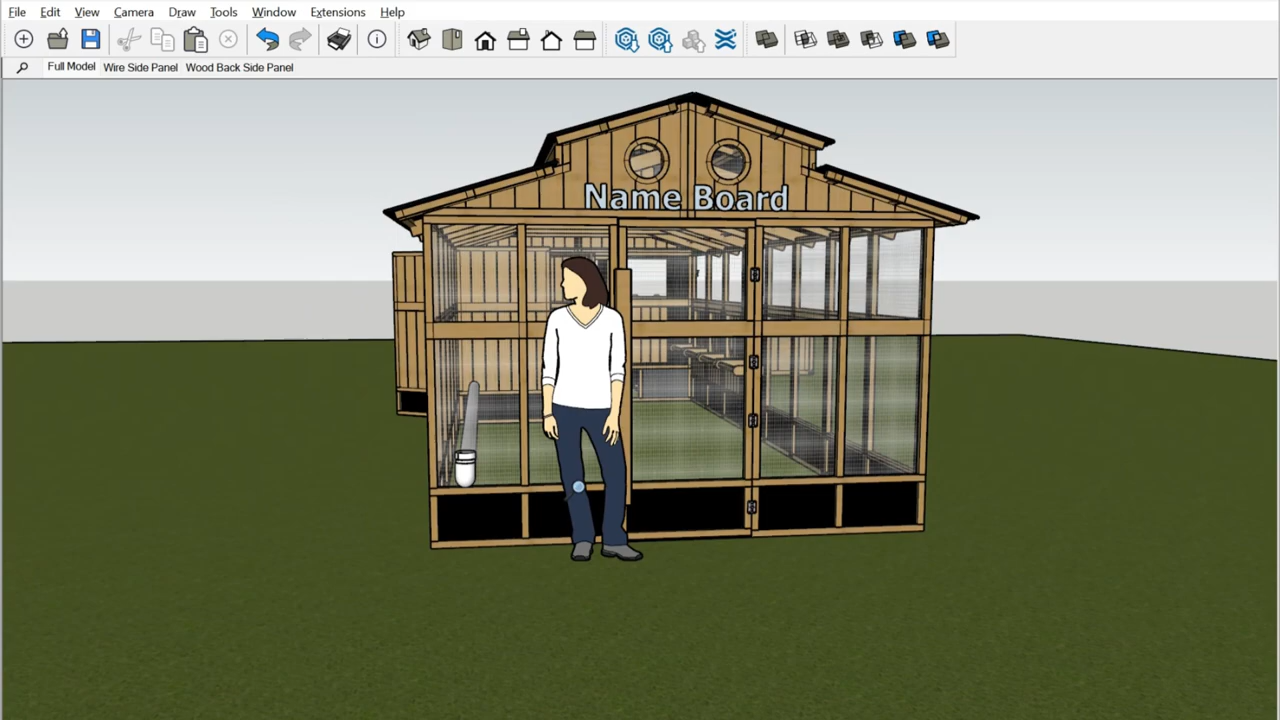 File Edit View Camera Draw Tools Window Extensions Help
Full Model Wire Side Panel Wood Back Side Panel
Name Board